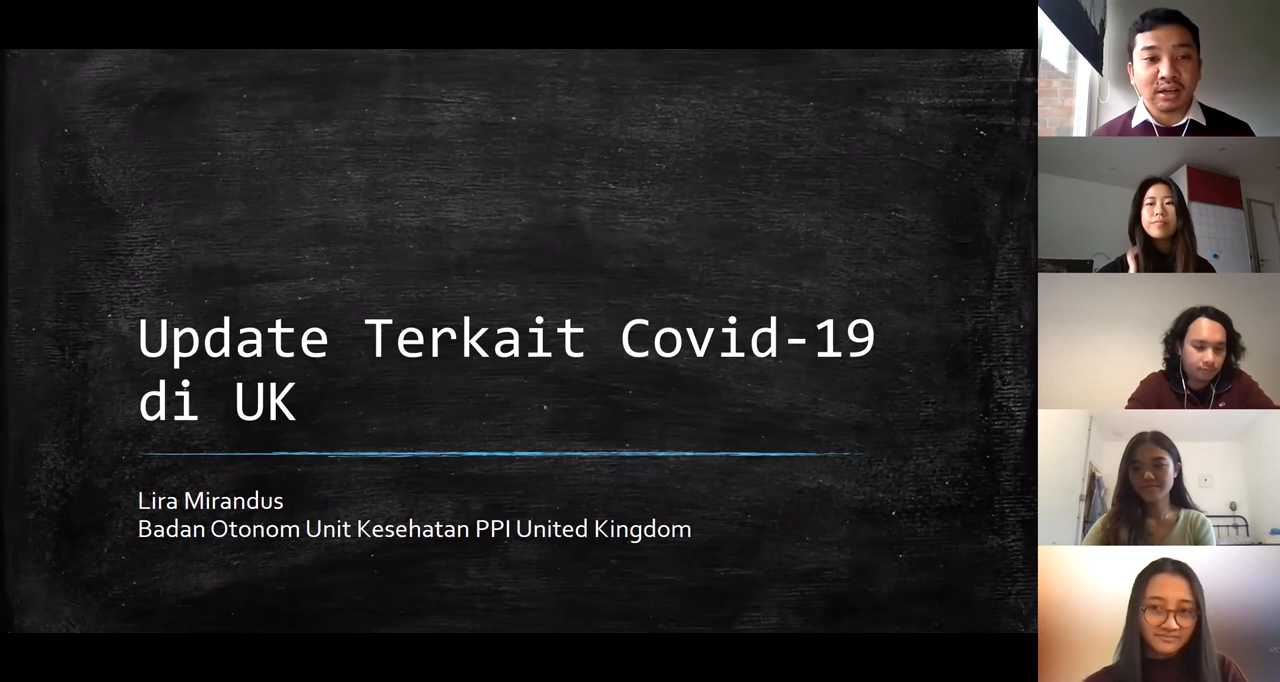 Update Terkait Covid-19
di UK
Lira Mirandus
Badan Otonom Unit Kesehatan PPI United Kingdom